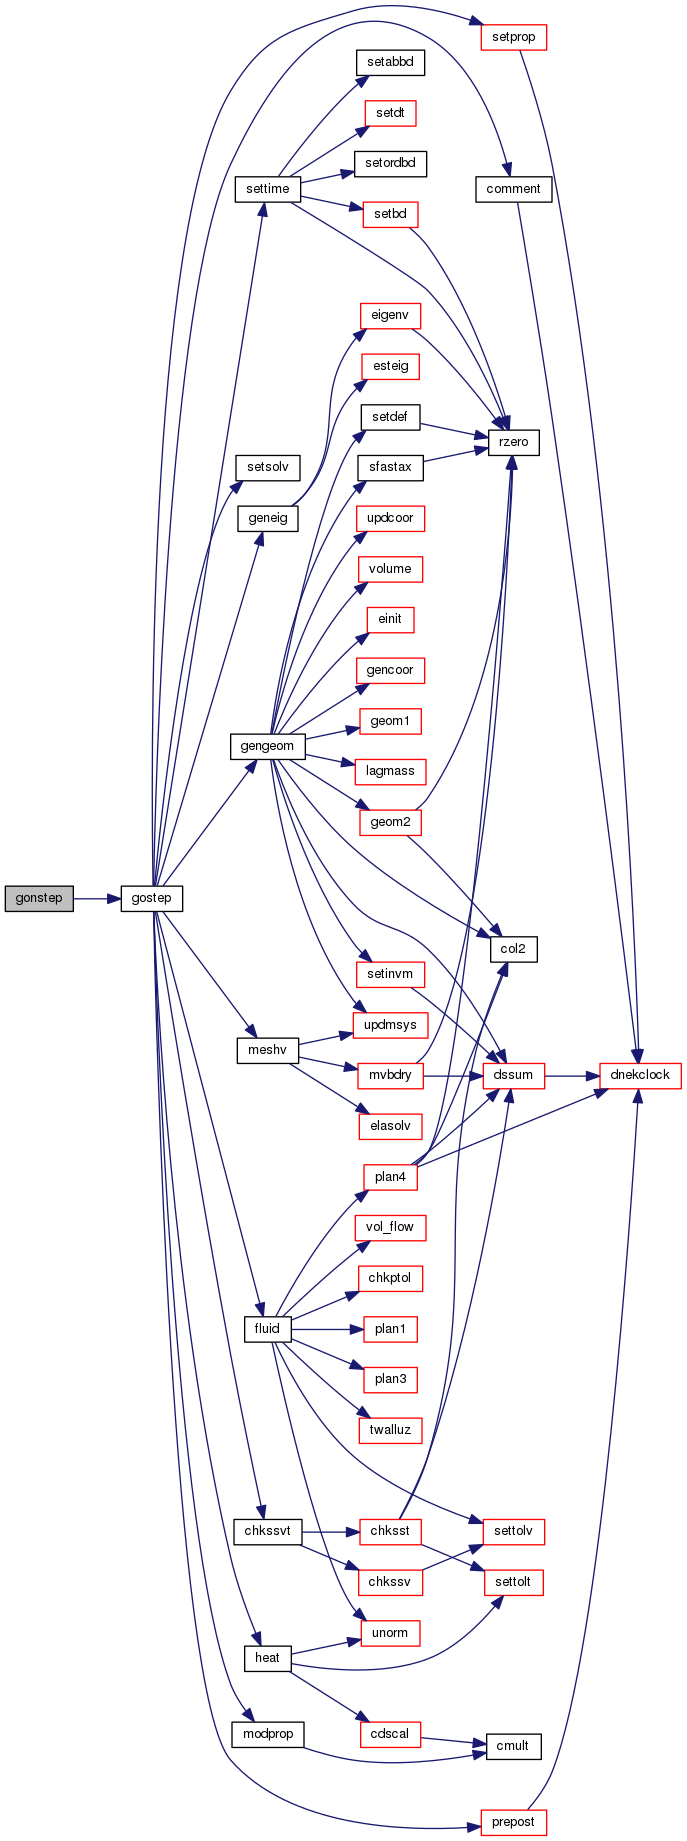 setprop
setabbd
setdt
setordbd
settime
comment
setbd
eigenv
esteig
setdef
rzero
sfastax
setsolv
geneig
updcoor
volume
einit
gencoor
geom1
gengeom
lagmass
geom2
gonstep
gostep
col2
setinvm
updmsys
meshv
mvbdry
dssum
dnekclock
elasolv
plan4
vol_flow
chkptol
fluid
plan1
plan3
twalluz
chkssvt
chksst
settolv
chkssv
settolt
unorm
heat
modprop
cdscal
cmult
prepost